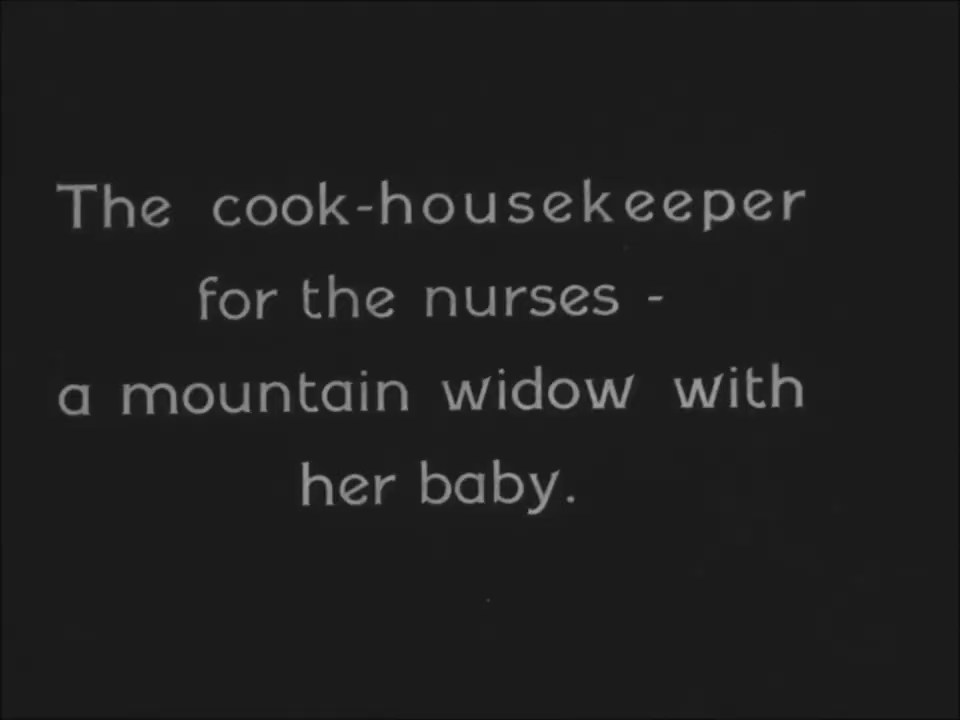 The cook-housekeeper
for the nurses -
a mountain widow with
her baby.